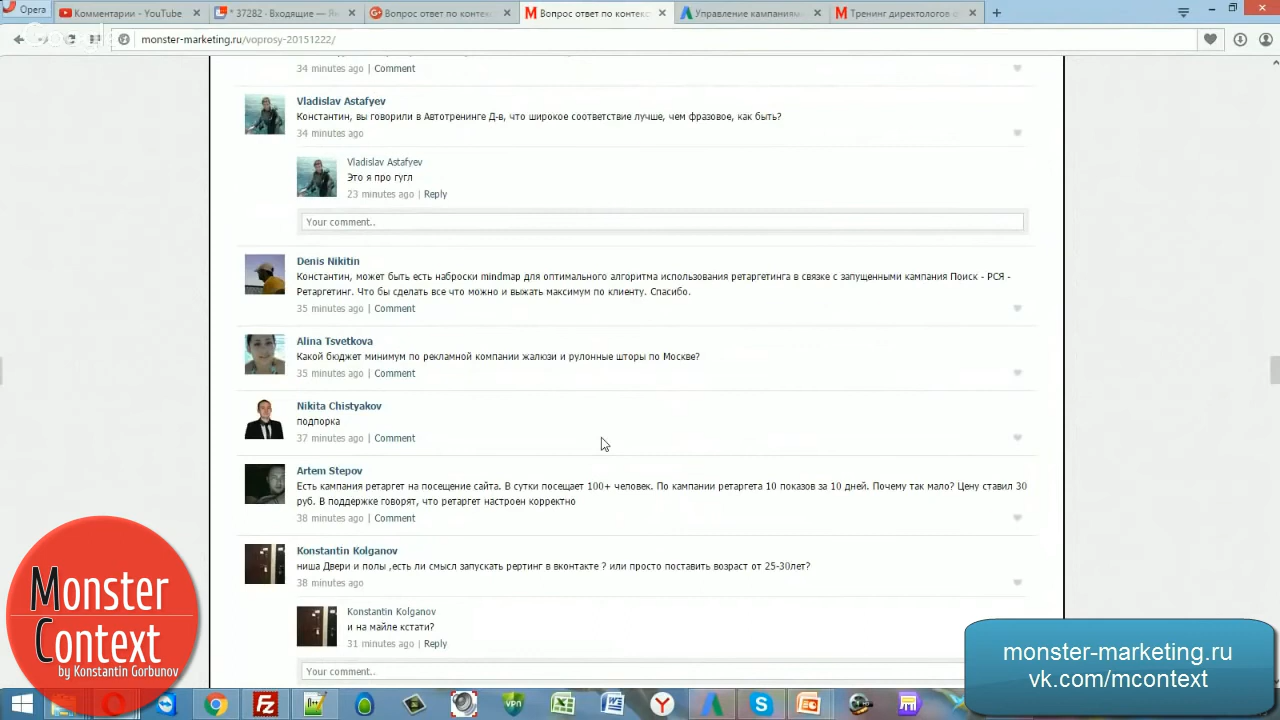 Opera
Комментарии - YouTube
* 37282 - Входящие — Ян
Вопрос ответ по контекс
Вопрос ответ по контекс
Управление кампаниям
Тренинг директологов о
monster-marketing.ru/voprosy-20151222/
34 minutes ago | Comment
Vladislav Astafyev
Константин, вы говорили в Автотренинге Д-в, что широкое соответствие лучше, чем фразовое, как быть?
34 minutes ago
Vladislav Astafyev
Это я про гугл
23 minutes ago | Reply
Your comment..
Denis Nikitin
Константин, может быть есть наброски mindmap для оптимального алгоритма использования ретаргетинга в связке с запущенными кампания Поиск - РСЯ -
Ретаргетинг. Что бы сделать все что можно и выжать максимум по клиенту. Спасибо.
35 minutes ago | Comment
Alina Tsvetkova
Какой бюджет минимум по рекламной компании жалюзи и рулонные шторы по Москве?
35 minutes ago | Comment
Nikita Chistyakov
подпорка
37 minutes ago | Comment
Artem Stepov
Есть кампания ретаргет на посещение сайта. В сутки посещает 100+ человек. По кампании ретаргета 10 показов за 10 дней. Почему так мало? Цену ставил 30
руб. В поддержке говорят, что ретаргет настроен корректно
38 minutes ago | Comment
Konstantin Kolganov
ниша Двери и полы ,есть ли смысл запускать рертинг в вконтакте ? или просто поставить возраст от 25-30лет?
38 minutes ago
Konstantin Kolganov
и на майле кстати?
31 minutes ago | Reply
Your comment..
Monster
Context
by Konstantin Gorbunov
monster-marketing.ru
vk.com/mcontext